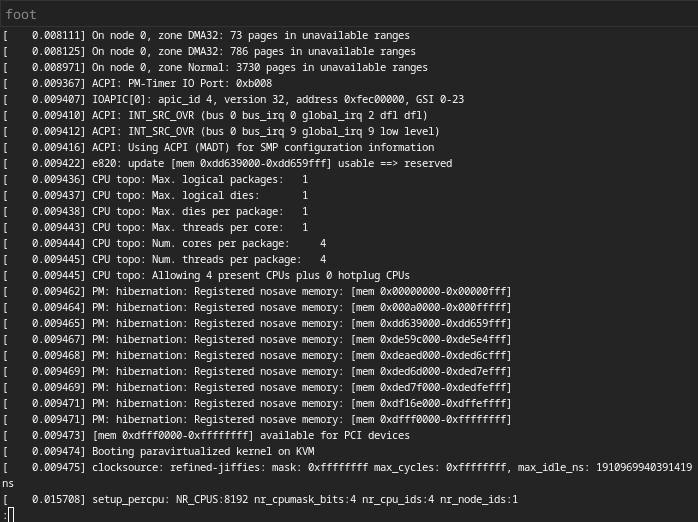 foot
[    0.008111] On node 0, zone DMA32: 73 pages in unavailable ranges
[    0.008125] On node 0, zone DMA32: 786 pages in unavailable ranges
[    0.008971] On node 0, zone Normal: 3730 pages in unavailable ranges
[    0.009367] ACPI: PM-Timer IO Port: 0xb008
[    0.009407] IOAPIC[0]: apic_id 4, version 32, address 0xfec00000, GSI 0-23
[    0.009410] ACPI: INT_SRC_OVR (bus 0 bus_irq 0 global_irq 2 dfl dfl)
[    0.009412] ACPI: INT_SRC_OVR (bus 0 bus_irq 9 global_irq 9 low level)
[    0.009416] ACPI: Using ACPI (MADT) for SMP configuration information
[    0.009422] e820: update [mem 0xdd639000-0xdd659fff] usable ==> reserved
[    0.009436] CPU topo: Max. logical packages:   1
[    0.009437] CPU topo: Max. logical dies:       1
[    0.009438] CPU topo: Max. dies per package:   1
[    0.009443] CPU topo: Max. threads per core:   1
[    0.009444] CPU topo: Num. cores per package:     4
[    0.009445] CPU topo: Num. threads per package:   4
[    0.009445] CPU topo: Allowing 4 present CPUs plus 0 hotplug CPUs
[    0.009462] PM: hibernation: Registered nosave memory: [mem 0x00000000-0x00000fff]
[    0.009464] PM: hibernation: Registered nosave memory: [mem 0x000a0000-0x000fffff]
[    0.009465] PM: hibernation: Registered nosave memory: [mem 0xdd639000-0xdd659fff]
[    0.009467] PM: hibernation: Registered nosave memory: [mem 0xde59c000-0xde5e4fff]
[    0.009468] PM: hibernation: Registered nosave memory: [mem 0xdeaed000-0xded6cfff]
[    0.009469] PM: hibernation: Registered nosave memory: [mem 0xded6d000-0xded7efff]
[    0.009469] PM: hibernation: Registered nosave memory: [mem 0xded7f000-0xdedfefff]
[    0.009471] PM: hibernation: Registered nosave memory: [mem 0xdf16e000-0xdffeffff]
[    0.009471] PM: hibernation: Registered nosave memory: [mem 0xdfff0000-0xffffffff]
[    0.009473] [mem 0xdfff0000-0xffffffff] available for PCI devices
[    0.009474] Booting paravirtualized kernel on KVM
[    0.009475] clocksource: refined-jiffies: mask: 0xffffffff max_cycles: 0xffffffff, max_idle_ns: 1910969940391419
ns
[    0.015708] setup_percpu: NR_CPUS:8192 nr_cpumask_bits:4 nr_cpu_ids:4 nr_node_ids:1
: